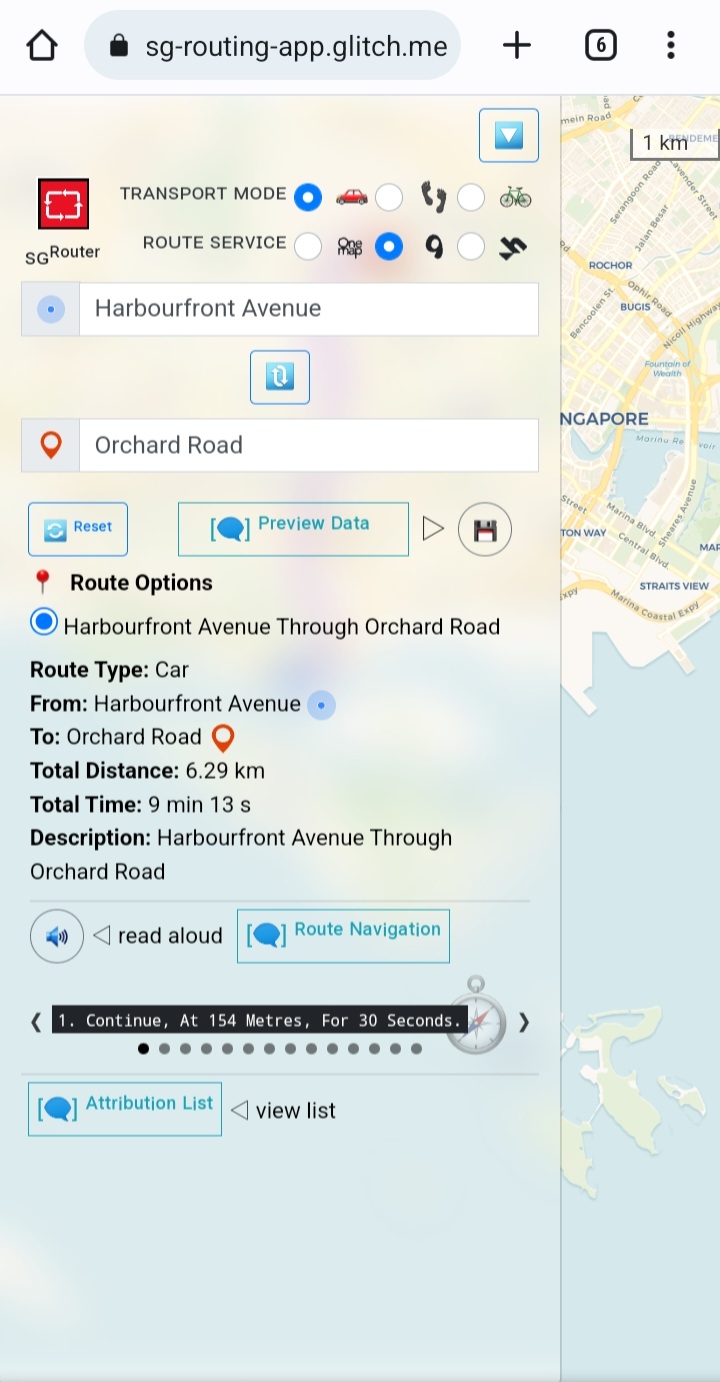 sg-routing-app.glitch.me
6
mein Road
1 km
TRANSPORT MODE
SGRouter
ROUTE SERVICE
One map
Serangoon Road
Jalan Besar
Lavender Street
ROCHOR
Ophir Road
BUGIS
Bencoolen St.
Nicoll Highway
Harbourfront Avenue
Fountain of
Wealth
NGAPORE
Orchard Road
Reset
[ ] Preview Data
Street
Marina Blvd
Sheares Avenue
TON WAY
Central Blvd.
MAR
STRAITS VIEW
Expy
Marina Coastal Expy
Route Options
Harbourfront Avenue Through Orchard Road
Route Type: Car
From: Harbourfront Avenue
To: Orchard Road
Total Distance: 6.29 km
Total Time: 9 min 13 s
Description: Harbourfront Avenue Through
Orchard Road
read aloud
[ ] Route Navigation
1. Continue, At 154 Metres, For 30 Seconds.
[ ] Attribution List
view list